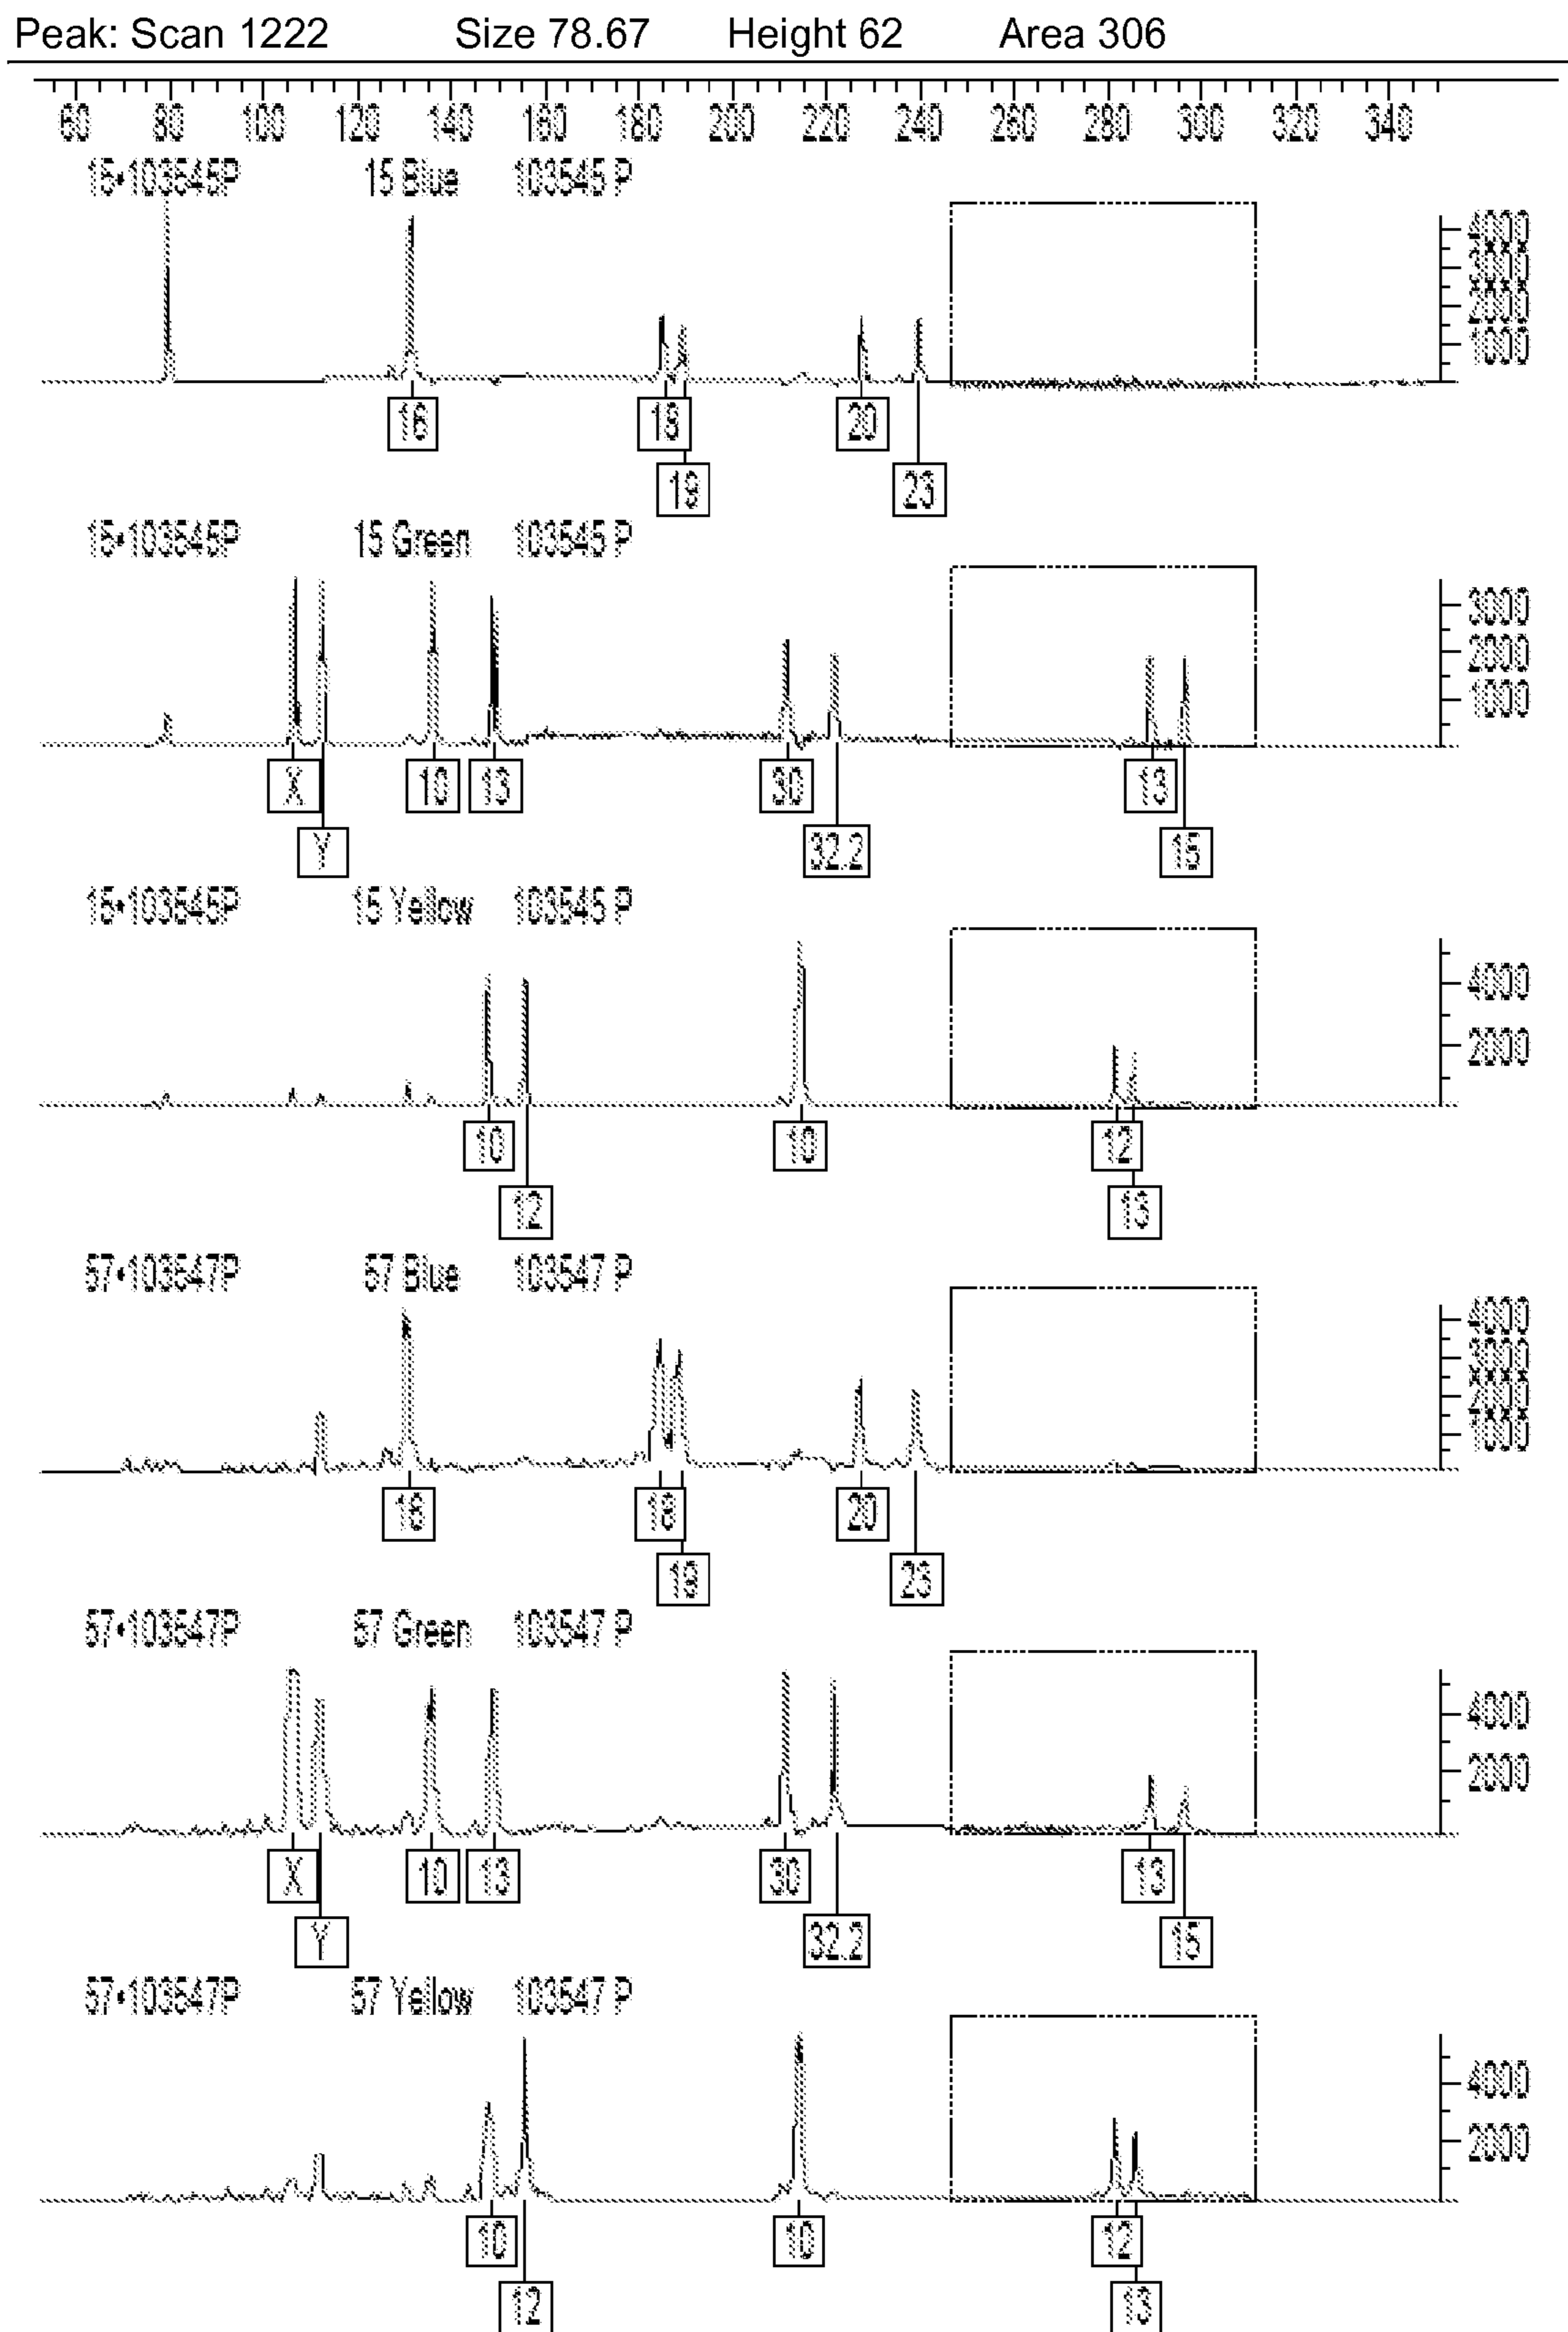 Peak: Scan 1222 Size 78.67 Height 62 Area 306
60 80 100 120 140 160 180 200 220 240 260 280 300 320 340
15•103545P 15 Blue 103545 P
4000
3000
2000
1000
16 18 20
19 23
15•103545P 15 Green 103545 P
3000
2000
1000
X 10 13 30 13
Y 32.2 15
15•103545P 15 Yellow 103545 P
4000
2000
10 10 12
12 13
57•103547P 57 Blue 103547 P
4000
3000
2000
1000
16 18 20
19 23
57•103547P 57 Green 103547 P
4000
2000
X 10 13 30 13
Y 32.2 15
57•103547P 57 Yellow 103547 P
4000
2000
10 10 12
12 13